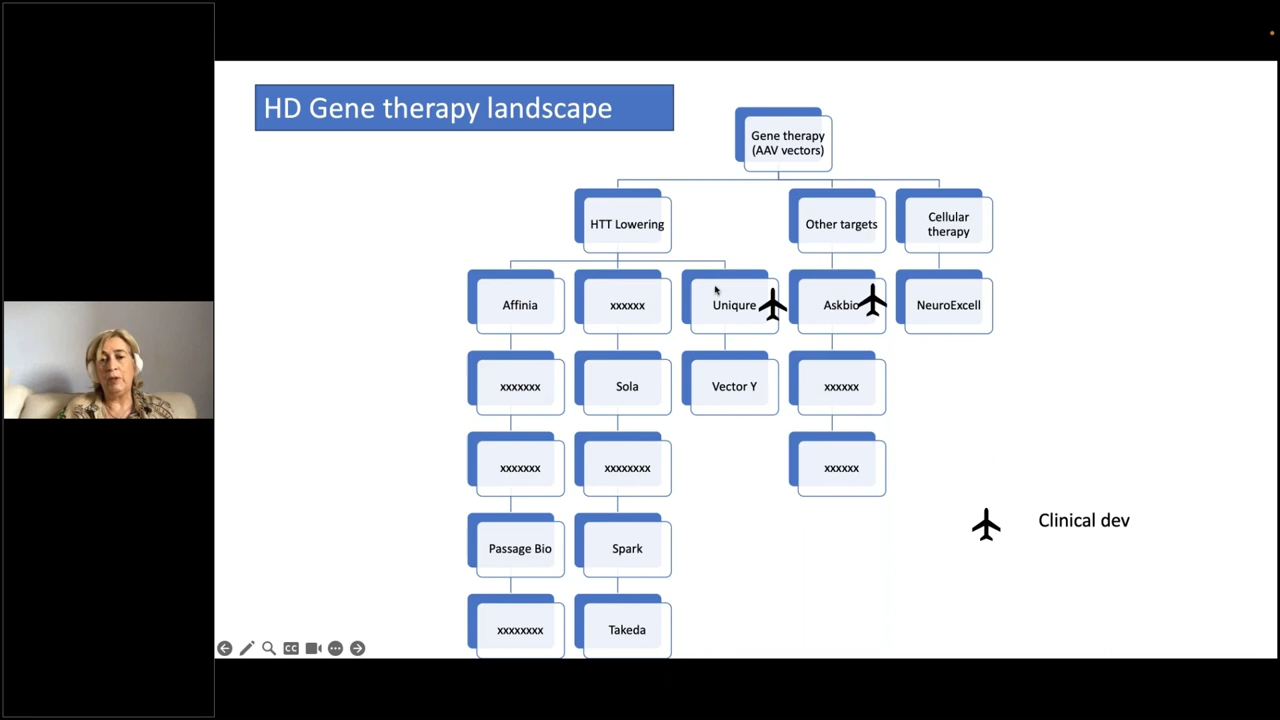 HD Gene therapy landscape
Gene therapy
(AAV vectors)
HTT Lowering
Other targets
Cellular
therapy
Affinia
xxxxxx
Uniqure
Askbio
NeuroExcell
xxxxxxx
Sola
Vector Y
xxxxxx
xxxxxxx
xxxxxxxx
xxxxxx
Clinical dev
Passage Bio
Spark
xxxxxxxx
Takeda
CC